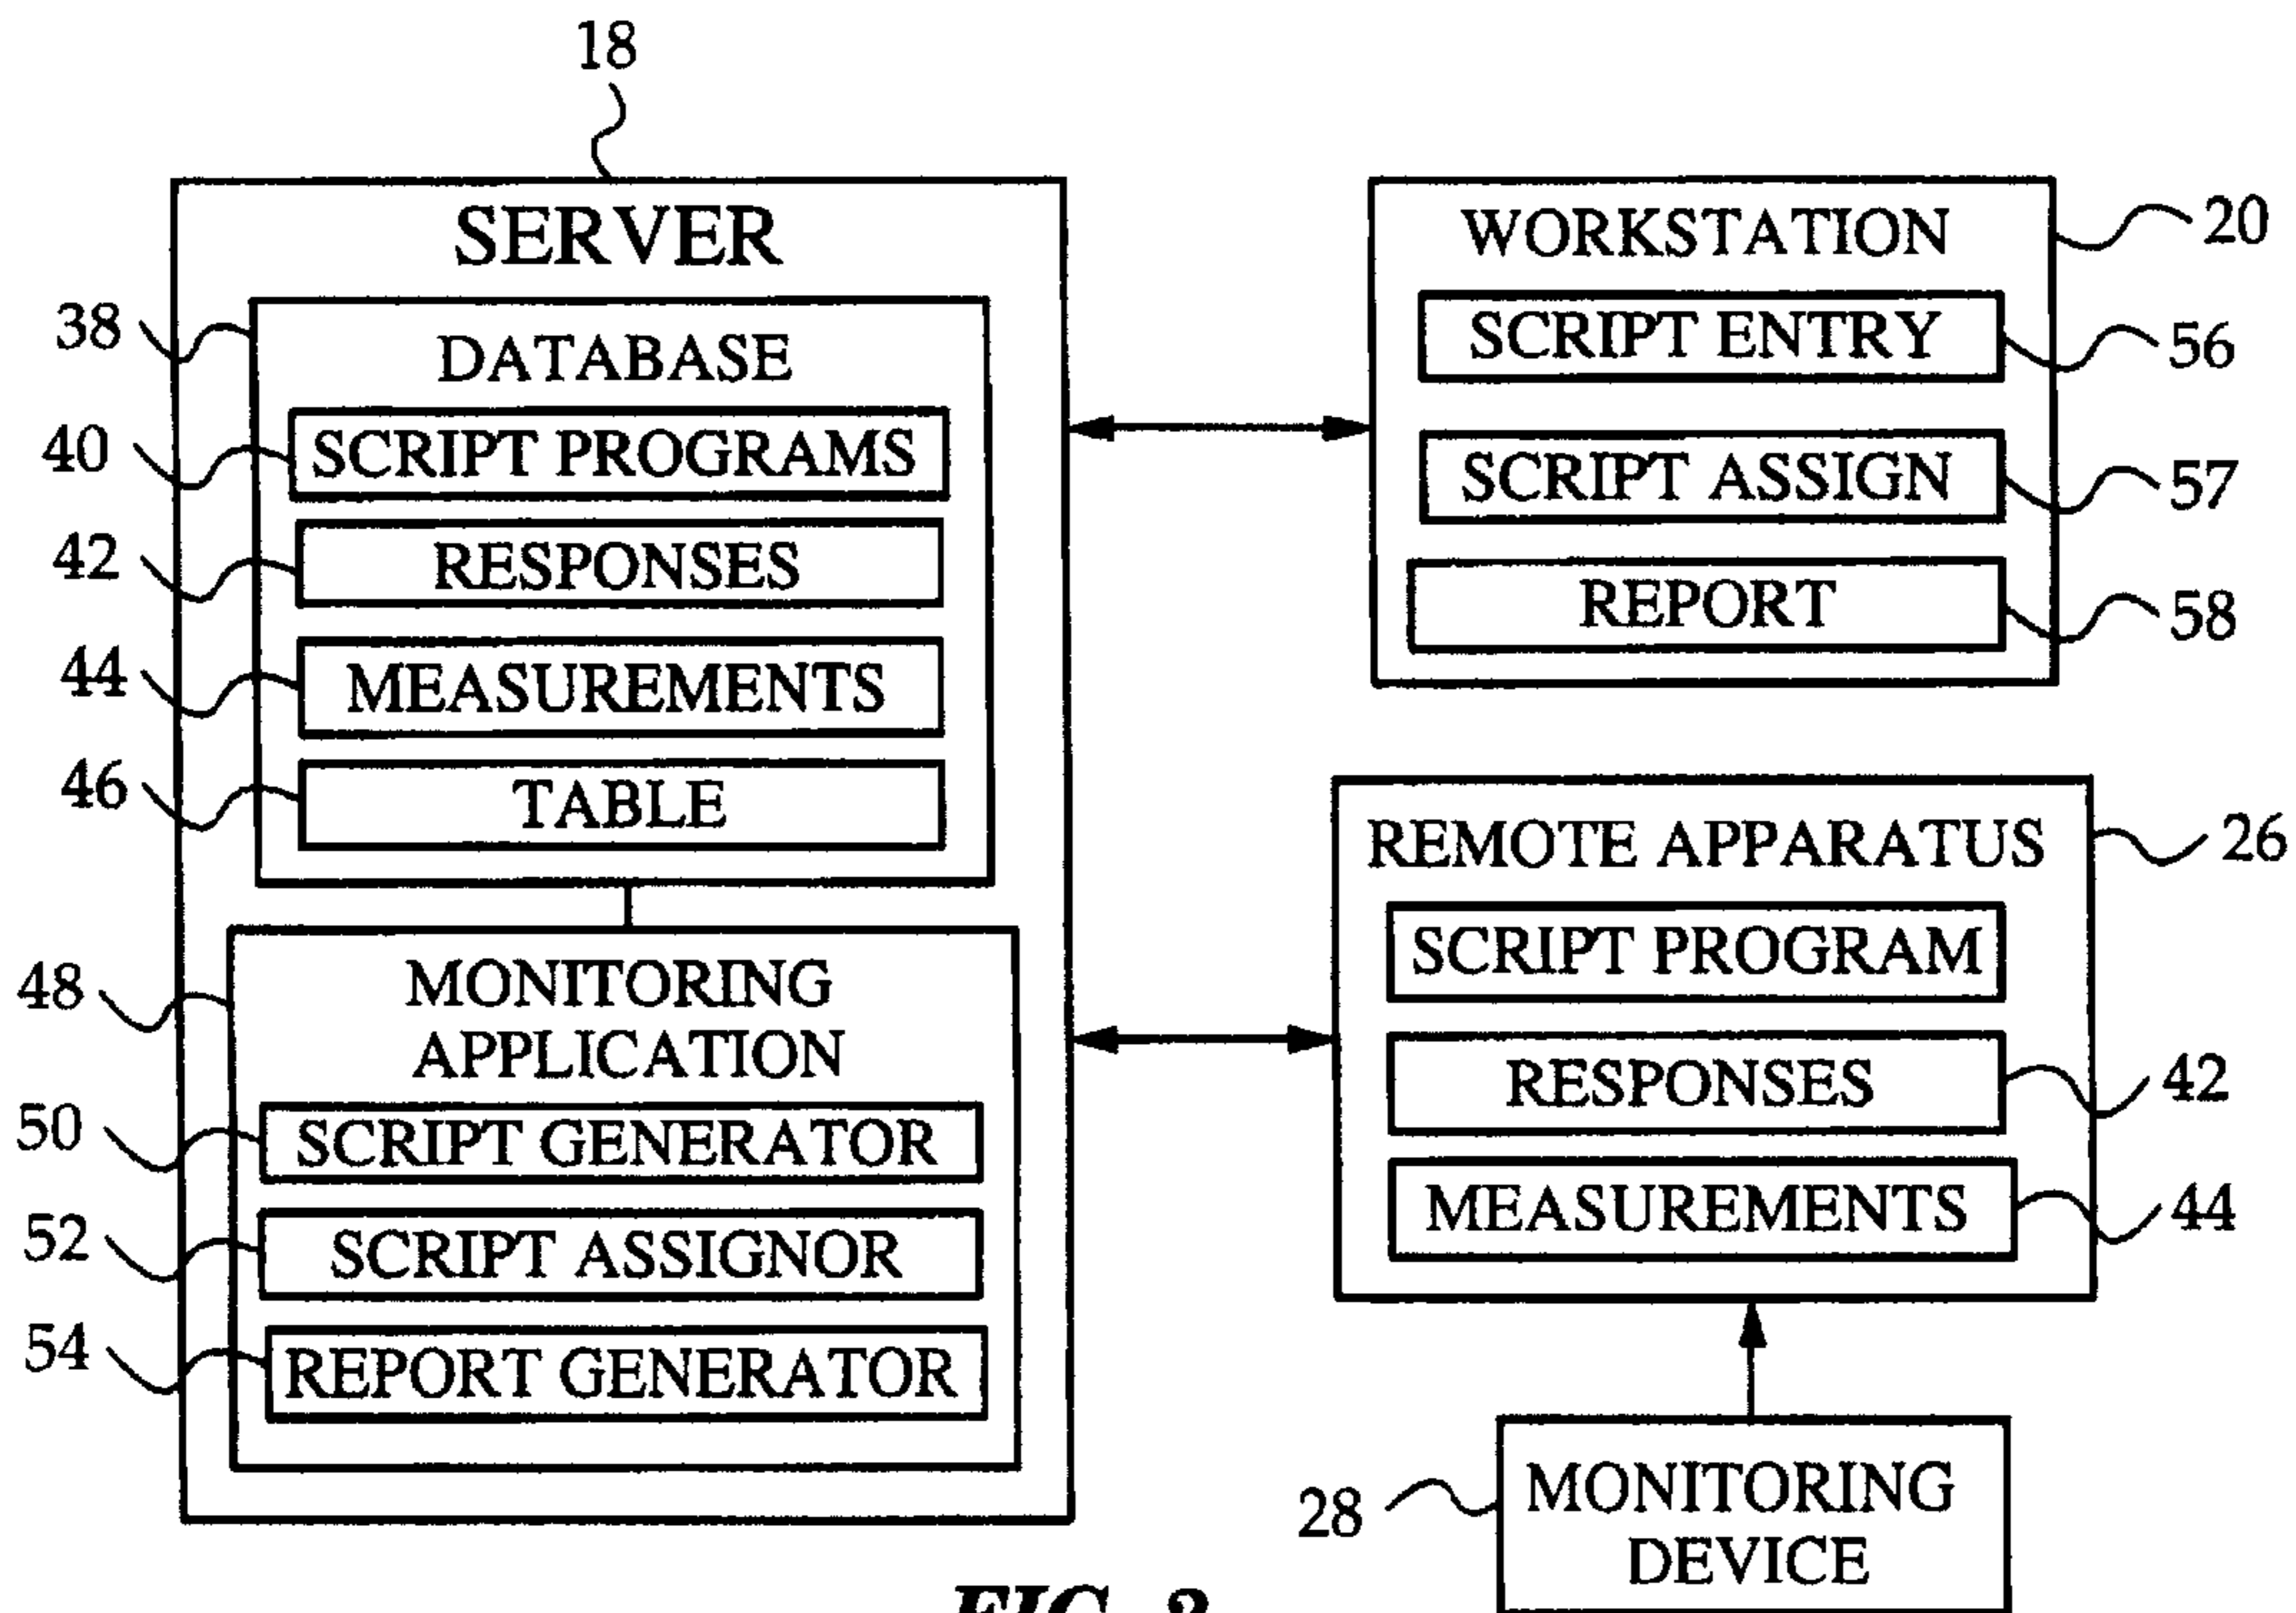 18
SERVER
38
DATABASE
40
SCRIPT PROGRAMS
42
RESPONSES
44
MEASUREMENTS
46
TABLE
48
MONITORING
APPLICATION
50
SCRIPT GENERATOR
52
SCRIPT ASSIGNOR
54
REPORT GENERATOR
WORKSTATION
20
SCRIPT ENTRY
56
SCRIPT ASSIGN
57
REPORT
58
REMOTE APPARATUS
26
SCRIPT PROGRAM
RESPONSES
42
MEASUREMENTS
44
28
MONITORING
DEVICE